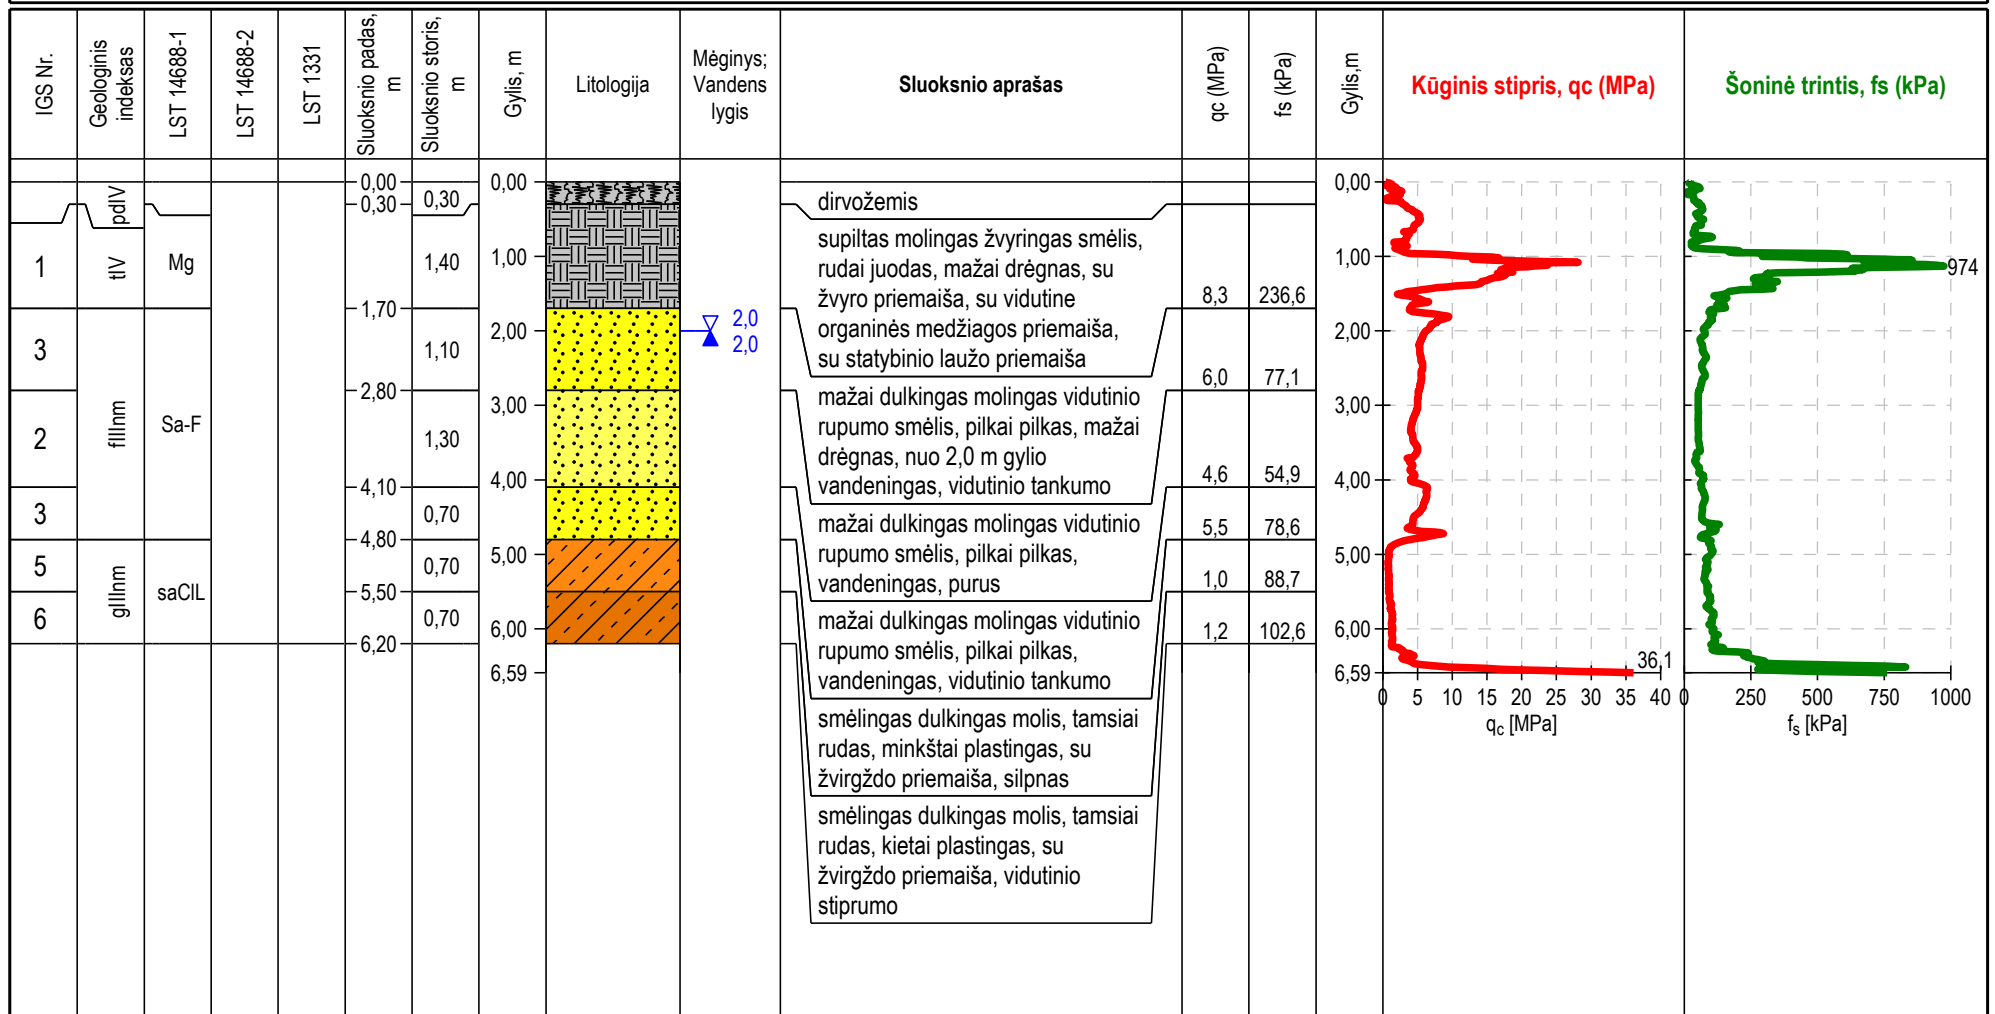 IGS Nr.
Geologinis
indeksas
LST 14688-1
LST 14688-2
LST 1331
Sluoksnio padas,
m
Sluoksnio storis,
m
Gylis, m
Litologija
Mėginys;
Vandens
lygis
Sluoksnio aprašas
qc (MPa)
fs (kPa)
Gylis,m
Kūginis stipris, qc (MPa)
Šoninė trintis, fs (kPa)
1
3
2
3
5
6
pdIV
tIV
fIIInm
gIIInm
Mg
Sa-F
saClL
0,00
0,30
1,70
2,80
4,10
4,80
5,50
6,20
0,30
1,40
1,10
1,30
0,70
0,70
0,70
0,00
1,00
2,00
3,00
4,00
5,00
6,00
6,59
2,0
2,0
dirvožemis
supiltas molingas žvyringas smėlis,
rudai juodas, mažai drėgnas, su
žvyro priemaiša, su vidutine
organinės medžiagos priemaiša,
su statybinio laužo priemaiša
mažai dulkingas molingas vidutinio
rupumo smėlis, pilkai pilkas, mažai
drėgnas, nuo 2,0 m gylio
vandeningas, vidutinio tankumo
mažai dulkingas molingas vidutinio
rupumo smėlis, pilkai pilkas,
vandeningas, purus
mažai dulkingas molingas vidutinio
rupumo smėlis, pilkai pilkas,
vandeningas, vidutinio tankumo
smėlingas dulkingas molis, tamsiai
rudas, minkštai plastingas, su
žvirgždo priemaiša, silpnas
smėlingas dulkingas molis, tamsiai
rudas, kietai plastingas, su
žvirgždo priemaiša, vidutinio
stiprumo
8,3 236,6
6,0 77,1
4,6 54,9
5,5 78,6
1,0 88,7
1,2 102,6
0,00
1,00
2,00
3,00
4,00
5,00
6,00
6,59
36,1
0 5 10 15 20 25 30 35 40
qc [MPa]
974
0 250 500 750 1000
fs [kPa]